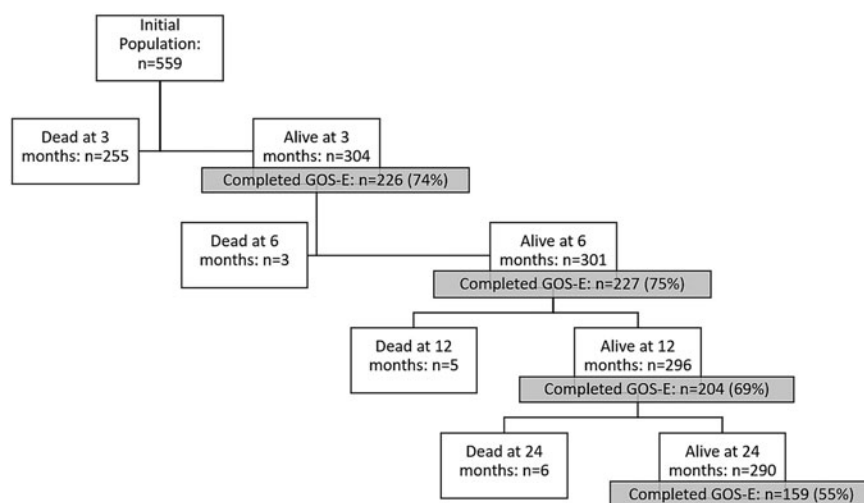 Initial
Population:
n=559
Dead at 3
months: n=255
Alive at 3
months: n=304
Completed GOS-E: n=226 (74%)
Dead at 6
months: n=3
Alive at 6
months: n=301
Completed GOS-E: n=227 (75%)
Dead at 12
months: n=5
Alive at 12
months: n=296
Completed GOS-E: n=204 (69%)
Dead at 24
months: n=6
Alive at 24
months: n=290
Completed GOS-E: n=159 (55%)